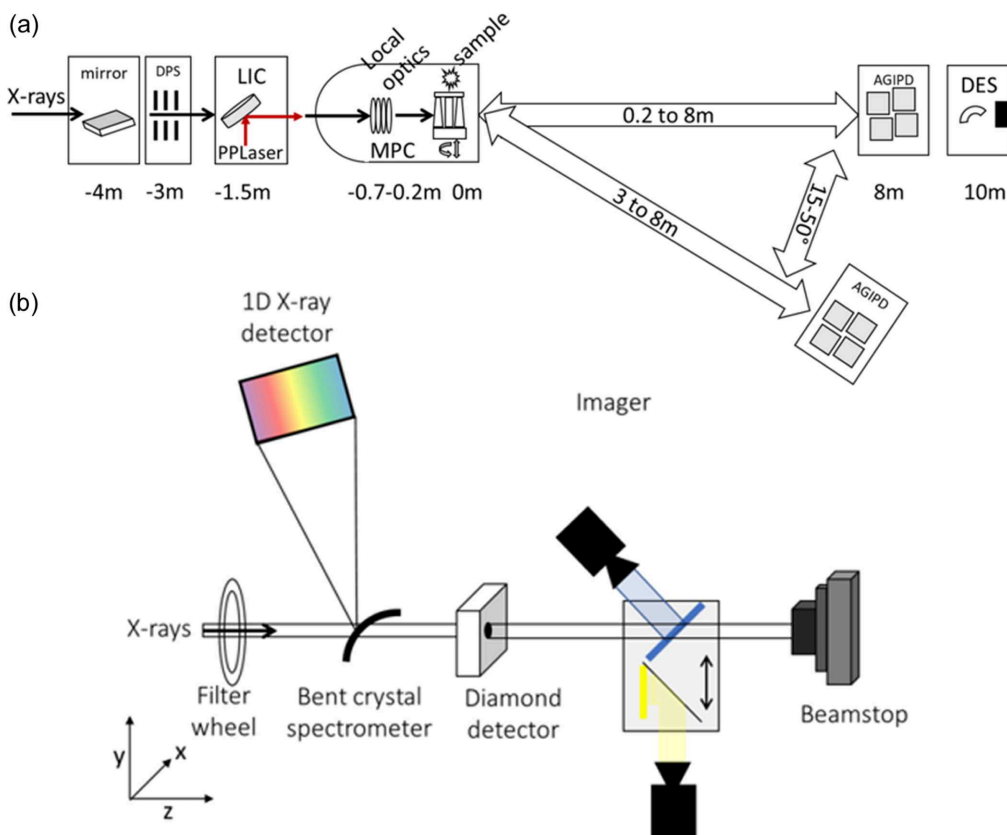 (a)
X-rays
mirror
DPS
LIC
PPLaser
Local
optics
MPC
sample
0.2 to 8m
3 to 8m
15-50°
AGIPD
DES
AGIPD
-4m
-3m
-1.5m
-0.7-0.2m
0m
8m
10m
(b)
1D X-ray
detector
Imager
X-rays
Filter
wheel
Bent crystal
spectrometer
Diamond
detector
Beamstop
y
x
z